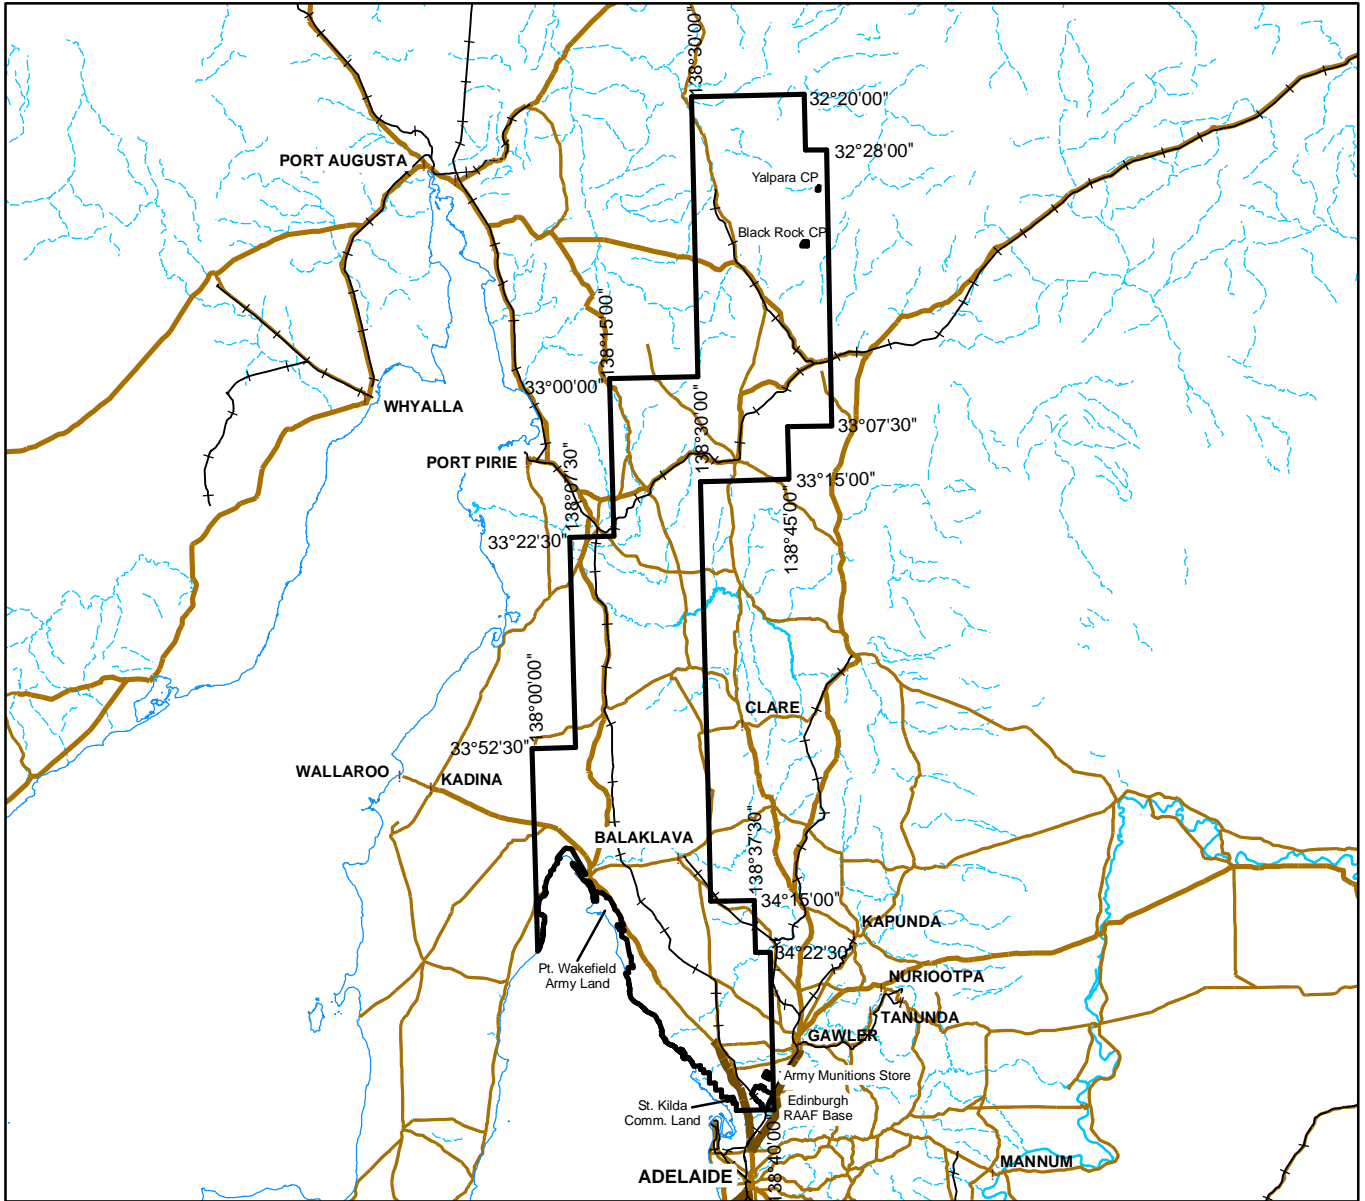 138°30'00"
32°20'00"
32°28'00"
PORT AUGUSTA
Yalpara CP
Black Rock CP
138°15'00"
33°00'00"
WHYALLA
138°30'00"
33°07'30"
PORT PIRIE
138°07'30"
33°15'00"
138°45'00"
33°22'30"
138°00'00"
CLARE
33°52'30"
WALLAROO
KADINA
138°37'30"
BALAKLAVA
34°15'00"
KAPUNDA
34°22'30"
Pt. Wakefield
Army Land
NURIOOTPA
TANUNDA
GAWLER
Army Munitions Store
St. Kilda
Comm. Land
Edinburgh
RAAF Base
138°40'00"
MANNUM
ADELAIDE